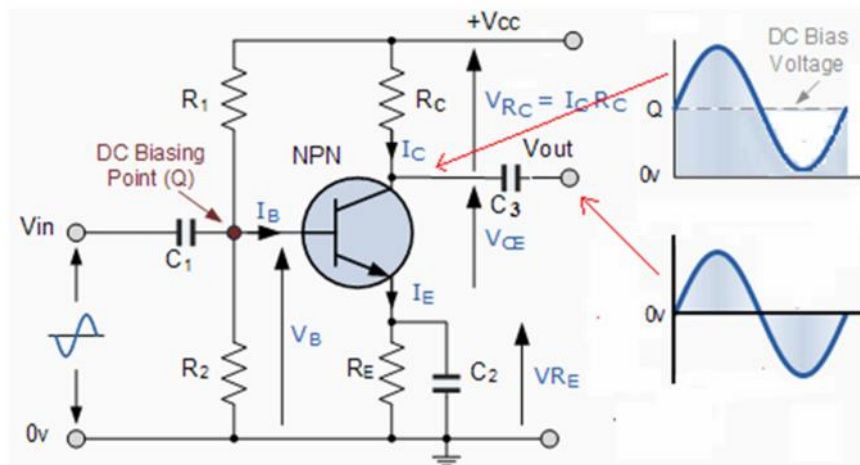 +Vcc
DC Bias
Voltage
R1
RC
VRC = IC RC
Q
DC Biasing
Point (Q)
NPN
IC
Vout
0v
Vin
IB
C3
C1
VCE
IE
0v
VB
R2
RE
C2
VRE
0v